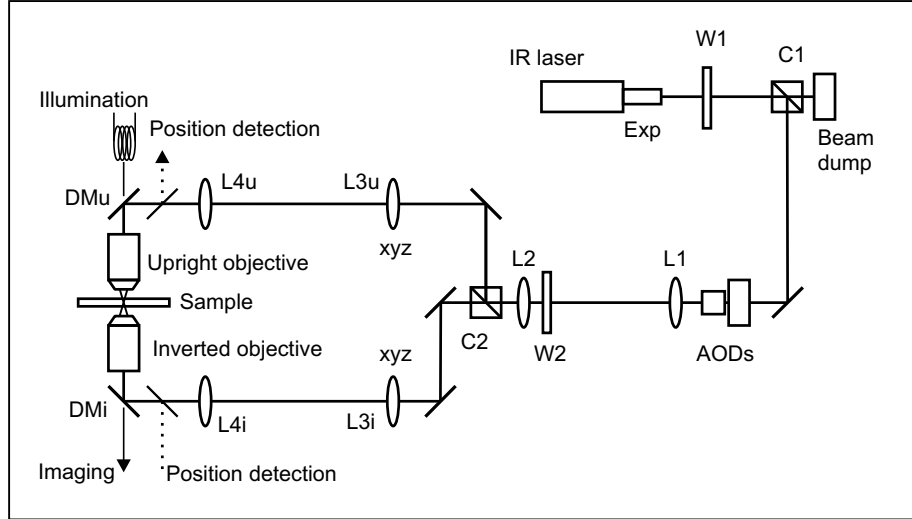 W1
C1
IR laser
Exp
Beam
dump
Illumination
Position detection
L4u
L3u
DMu
xyz
Upright objective
L2
L1
Sample
C2
W2
AODs
Inverted objective
xyz
DMi
L4i
L3i
Imaging
Position detection